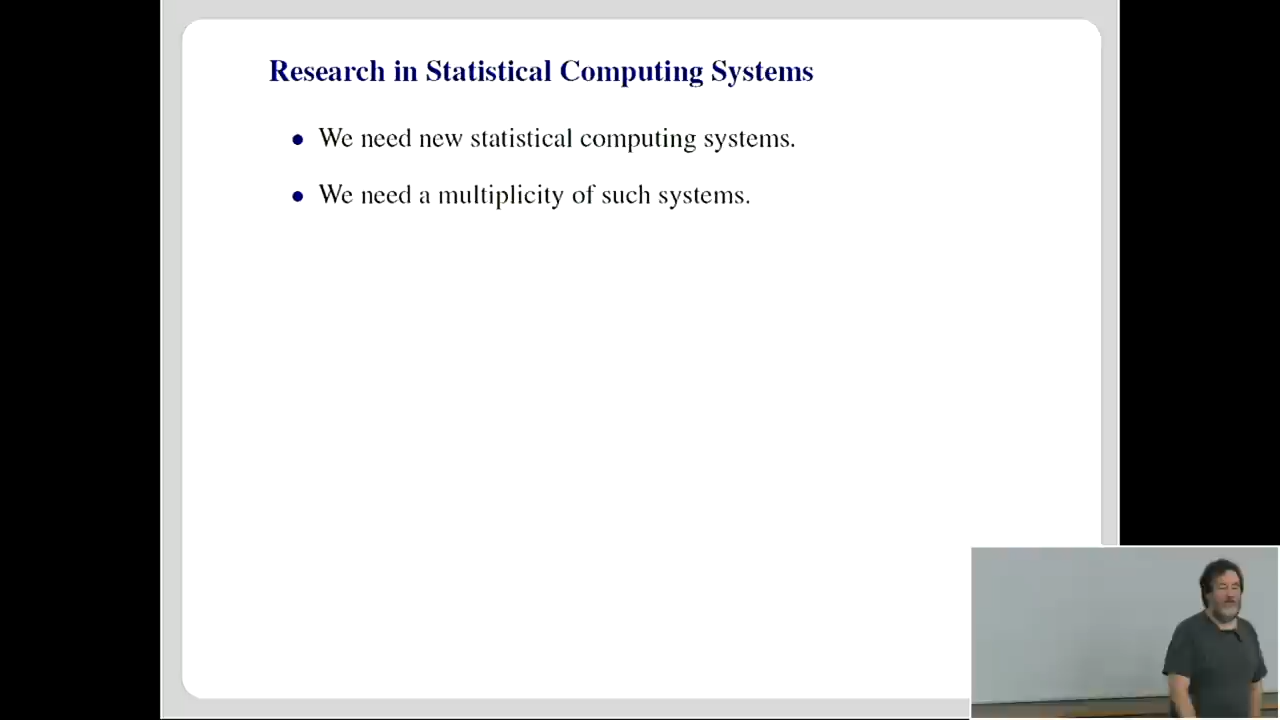 Research in Statistical Computing Systems
We need new statistical computing systems.
We need a multiplicity of such systems.